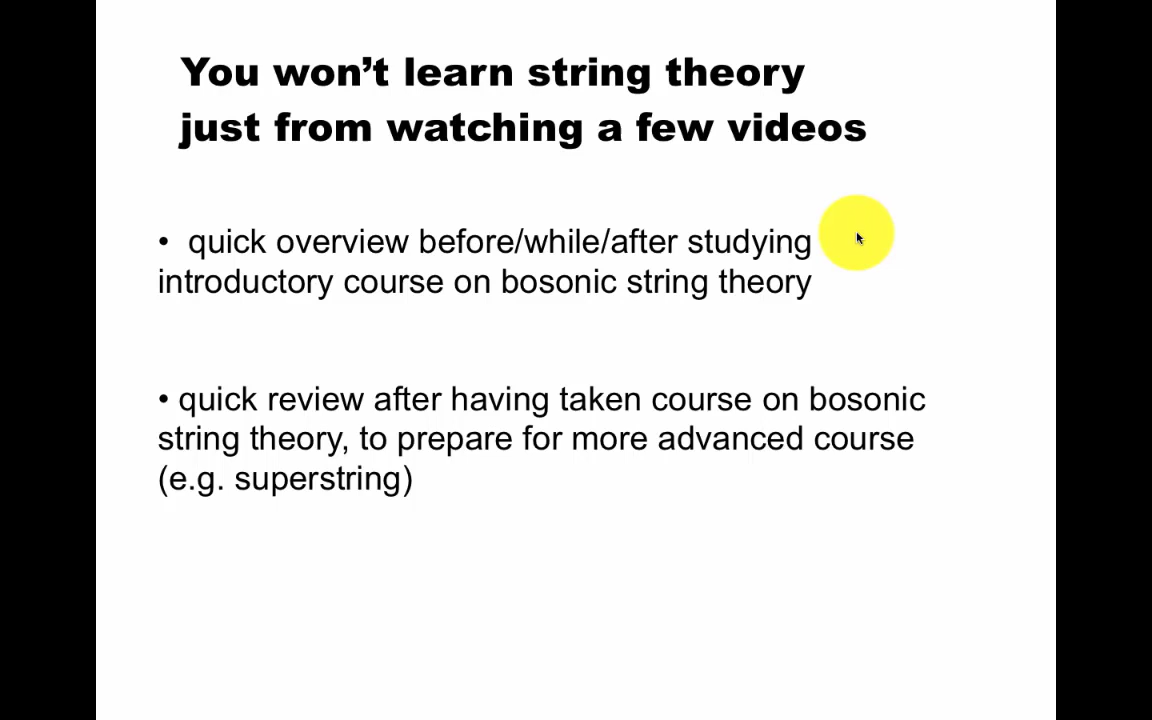 You won’t learn string theory
just from watching a few videos
• quick overview before/while/after studying
introductory course on bosonic string theory
• quick review after having taken course on bosonic
string theory, to prepare for more advanced course
(e.g. superstring)